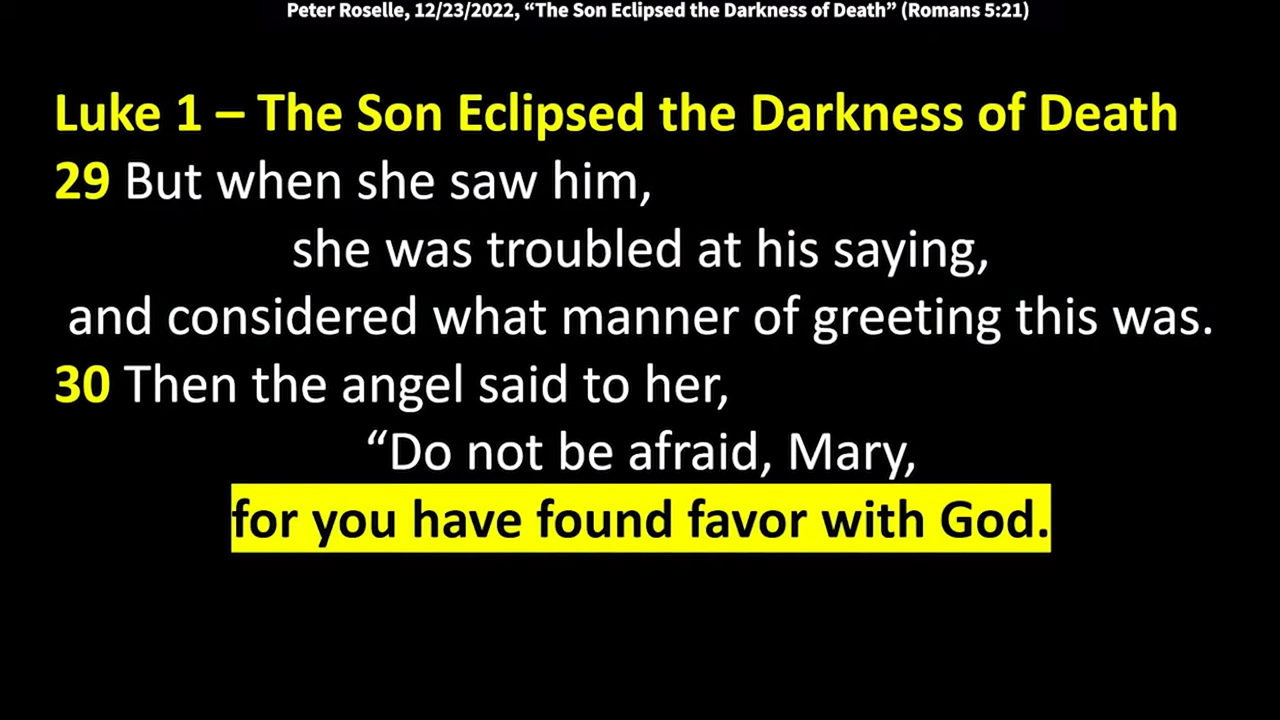 Peter Roselle, 12/23/2022, “The Son Eclipsed the Darkness of Death” (Romans 5:21)
Luke 1 – The Son Eclipsed the Darkness of Death
29 But when she saw him,
she was troubled at his saying,
and considered what manner of greeting this was.
30 Then the angel said to her,
“Do not be afraid, Mary,
for you have found favor with God.